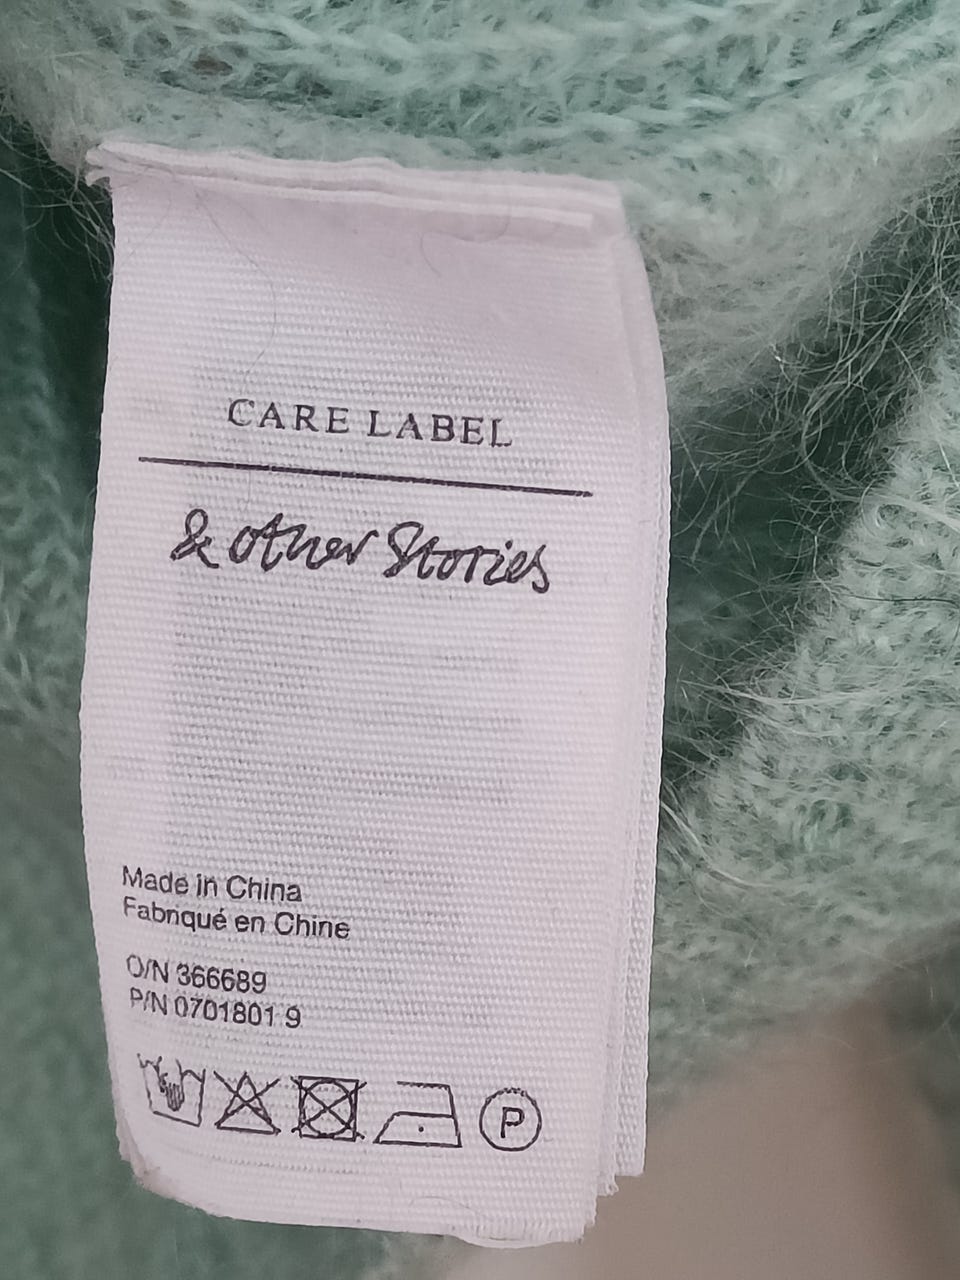 CARE LABEL
& other Stories
Made in China
Fabriqué en Chine
O/N 366689
P/N 0701801 9
P